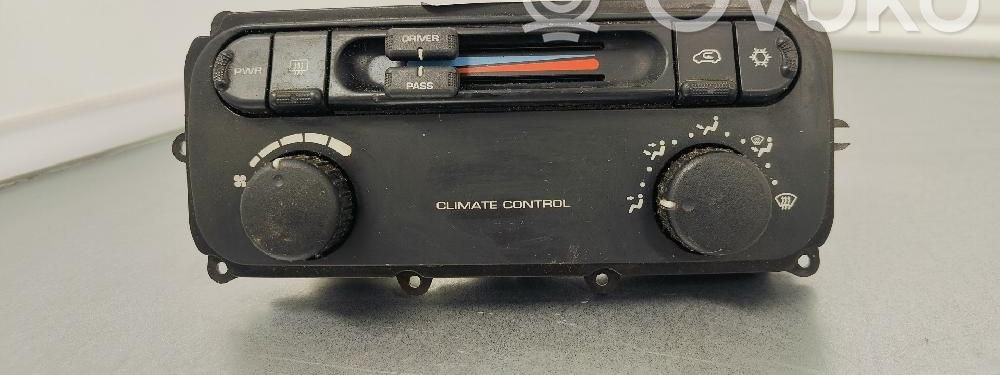 OVOKO
DRIVER
PWR
PASS
CLIMATE CONTROL